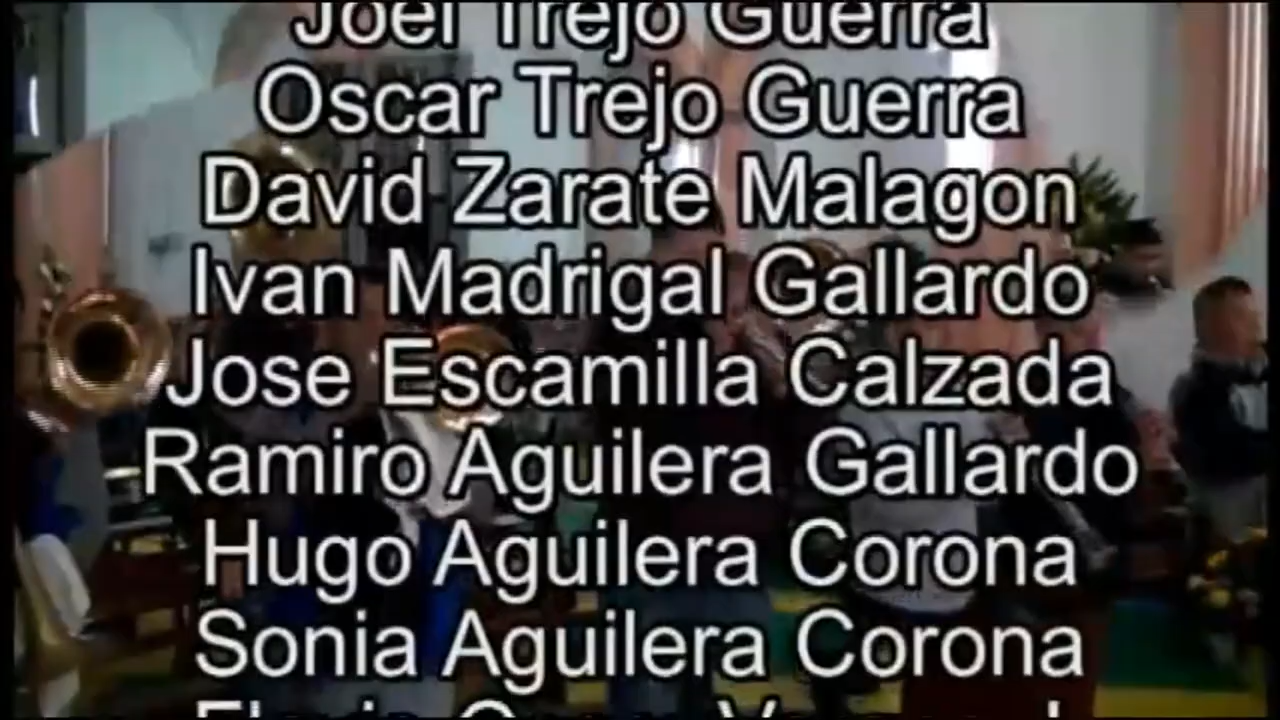 Joel Trejo Guerra
Oscar Trejo Guerra
David Zarate Malagon
Ivan Madrigal Gallardo
Jose Escamilla Calzada
Ramiro Aguilera Gallardo
Hugo Aguilera Corona
Sonia Aguilera Corona